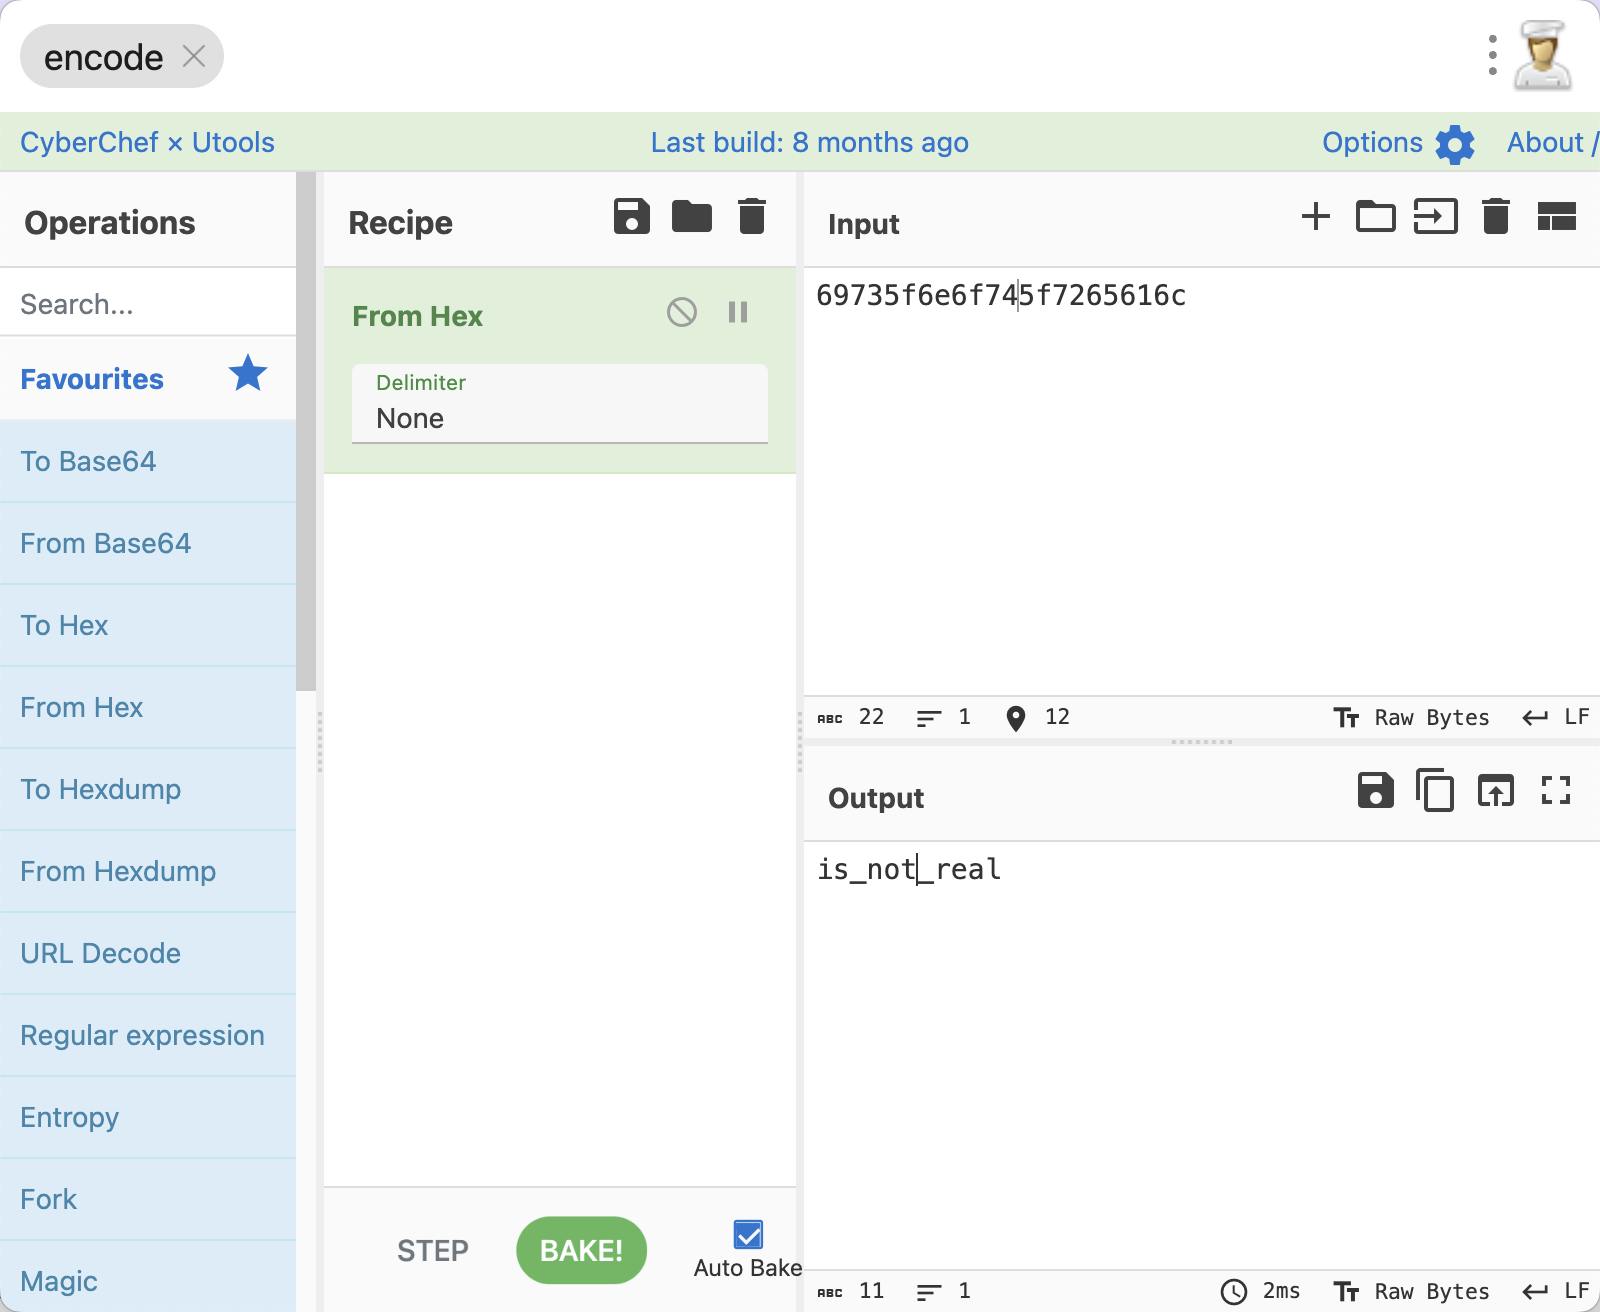 encode
CyberChef × Utools
Last build: 8 months ago
Options
About /
Operations
Search...
Favourites
To Base64
From Base64
To Hex
From Hex
To Hexdump
From Hexdump
URL Decode
Regular expression
Entropy
Fork
Magic
Recipe
From Hex
Delimiter
None
STEP
BAKE!
Auto Bake
Input
69735f6e6f745f7265616c
ABC 22 1 12 Tt Raw Bytes LF
Output
is_not_real
ABC 11 1 2ms Tt Raw Bytes LF